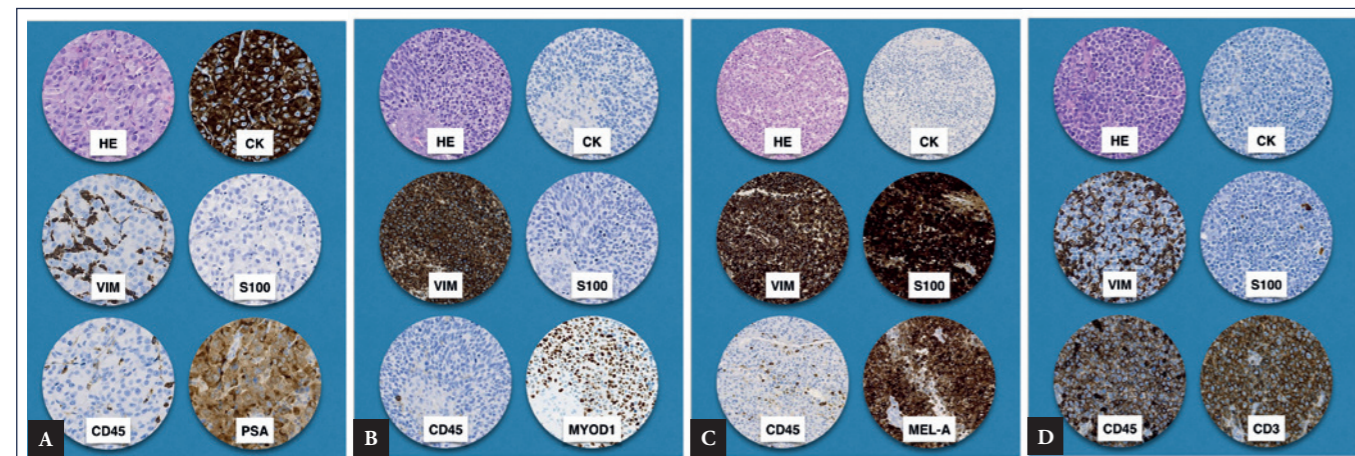 HE CK
VIM S100
CD45 PSA
A
HE CK
VIM S100
CD45 MYOD1
B
HE CK
VIM S100
CD45 MEL-A
C
HE CK
VIM S100
CD45 CD3
D